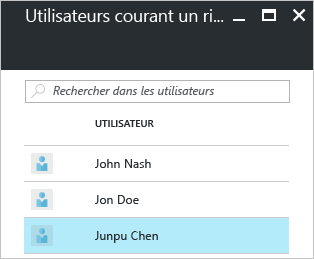 Utilisateurs courant un ri...
Rechercher dans les utilisateurs
UTILISATEUR
John Nash
Jon Doe
Junpu Chen